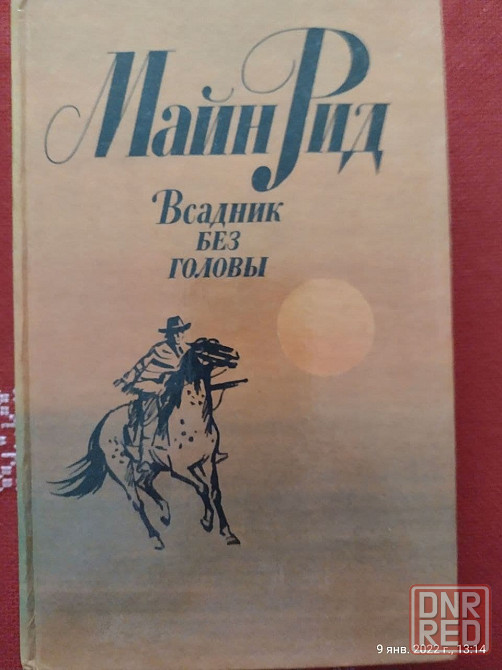 Майн Рид
Всадник
без
головы
DNR
RED
9 янв. 2022 г., 13:14